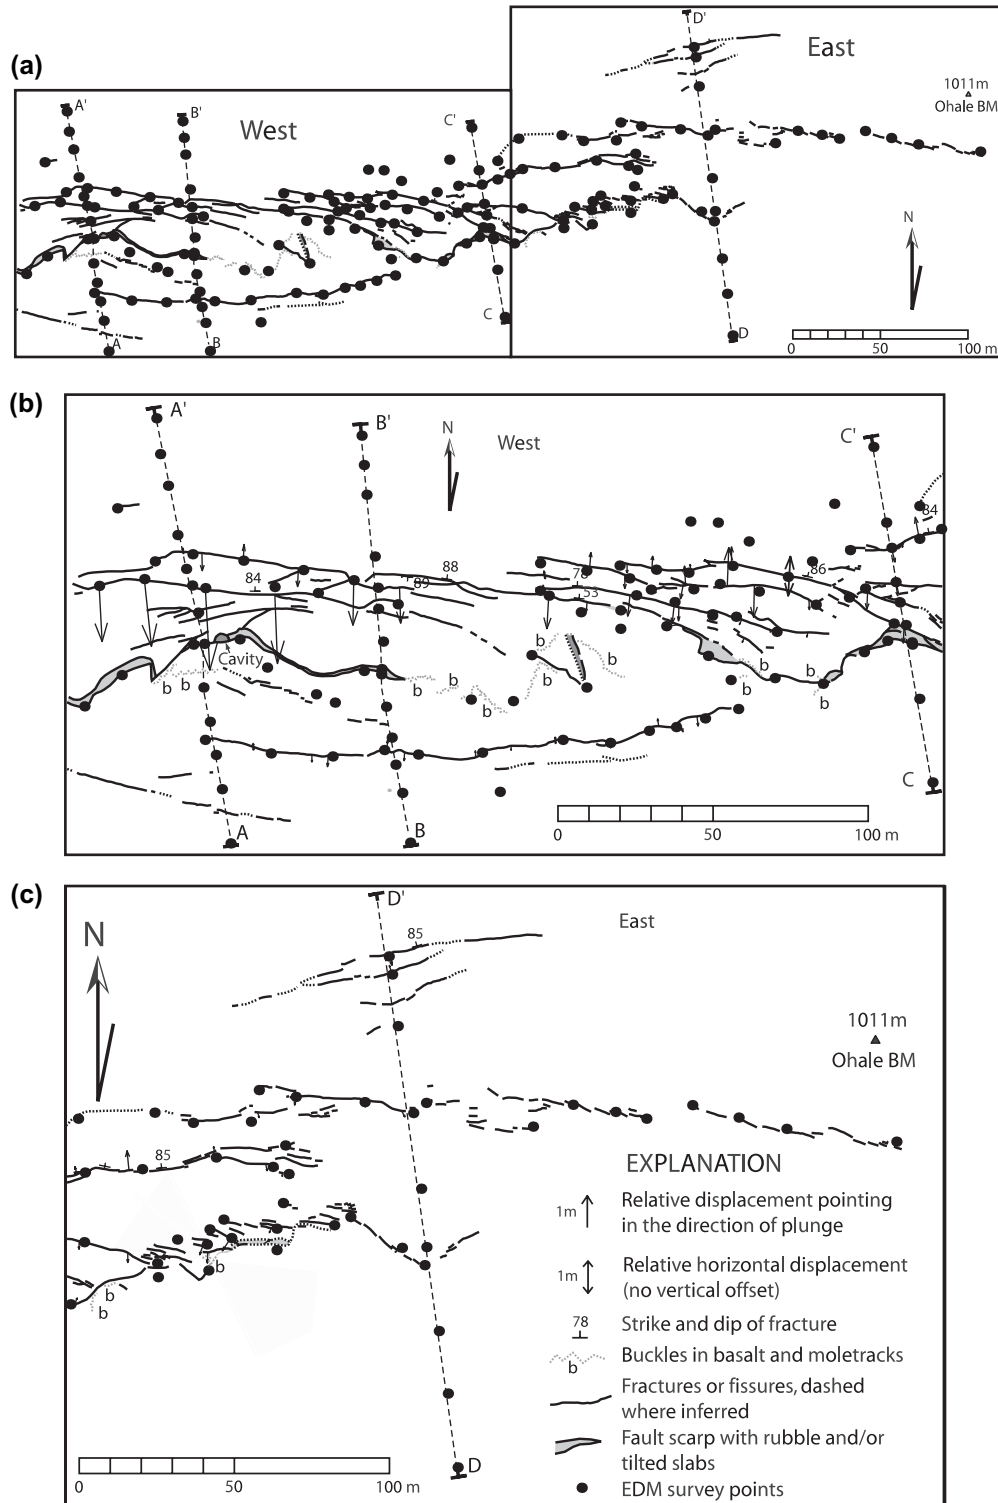 (a)
West
A'
B'
C'
A
B
C
East
D'
1011m
Ohale BM
N
D
0 50 100 m
(b)
A'
B'
N
West
C'
84
88
84
89
78
86
53
b
b
Cavity
b
b
b
b
b
b
b
b
b
A
B
C
0 50 100 m
(c)
D'
East
85
N
1011m
Ohale BM
85
b
b
b
D
0 50 100 m
EXPLANATION
1m
Relative displacement pointing
in the direction of plunge
1m
Relative horizontal displacement
(no vertical offset)
78
Strike and dip of fracture
b
Buckles in basalt and moletracks
Fractures or fissures, dashed
where inferred
Fault scarp with rubble and/or
tilted slabs
EDM survey points